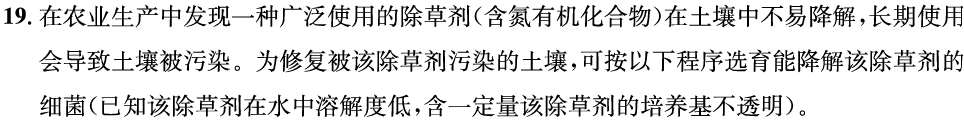 19. 在农业生产中发现一种广泛使用的除草剂(含氮有机化合物)在土壤中不易降解,长期使用
会导致土壤被污染。为修复被该除草剂污染的土壤,可按以下程序选育能降解该除草剂的
细菌(已知该除草剂在水中溶解度低,含一定量该除草剂的培养基不透明)。